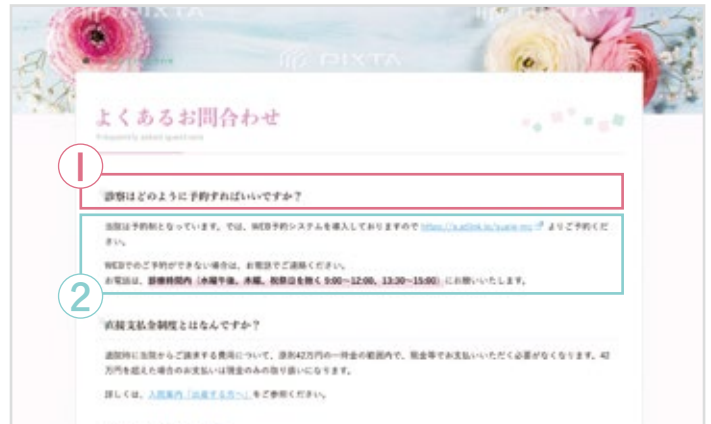 PIXTA
PIXTA
よくあるお問合わせ
Frequently asked questions
1
診察はどのように予約すればいいですか？
当院は予約制となっています。では、WEB予約システムを導入しておりますので よりご予約くだ
さい。
2
WEBでのご予約ができない場合は、お電話でご連絡ください。
お電話は、診療時間内（水曜午後、木曜、祝祭日を除く 9:00〜12:00、13:30〜15:00）にお願いいたします。
直接支払金制度とはなんですか？
退院時に当院からご請求する費用について、原則42万円の一時金の範囲内で、現金等でお支払いいただく必要がなくなります。42
万円を超えた場合のお支払いは現金のみの取り扱いになります。
詳しくは、入院案内「出産する方へ」をご参照ください。